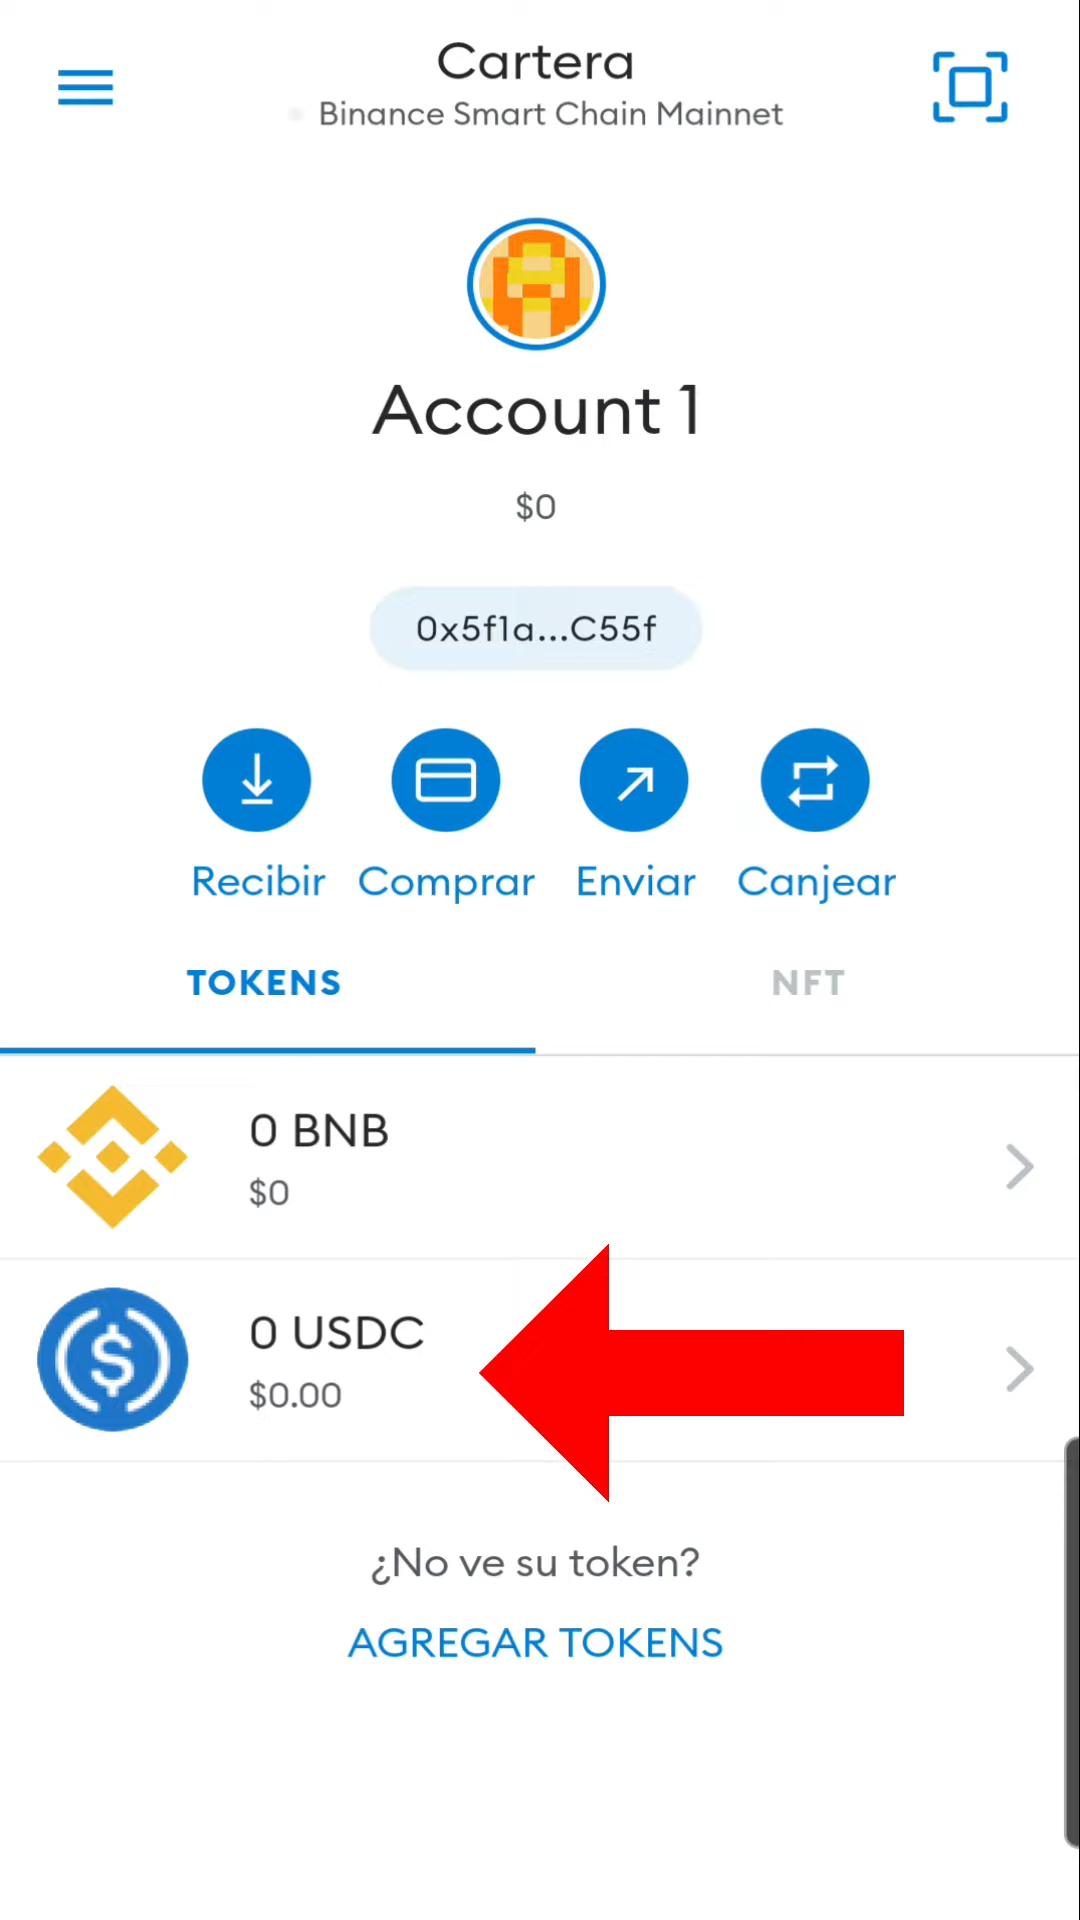 Cartera
Binance Smart Chain Mainnet
Account 1
$0
0x5f1a...C55f
Recibir Comprar Enviar Canjear
TOKENS NFT
0 BNB
$0
0 USDC
$0.00
¿No ve su token?
AGREGAR TOKENS